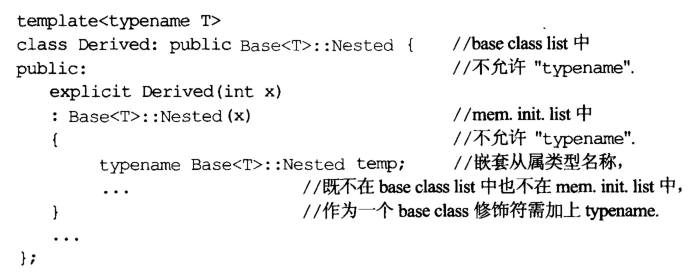 template<typename T>
class Derived: public Base<T>::Nested { //base class list 中
public: //不允许 "typename".
explicit Derived(int x)
: Base<T>::Nested(x) //mem. init. list 中
{ //不允许 "typename".
typename Base<T>::Nested temp; //嵌套从属类型名称,
... //既不在 base class list 中也不在 mem. init. list 中,
} //作为一个 base class 修饰符需加上 typename.
...
};